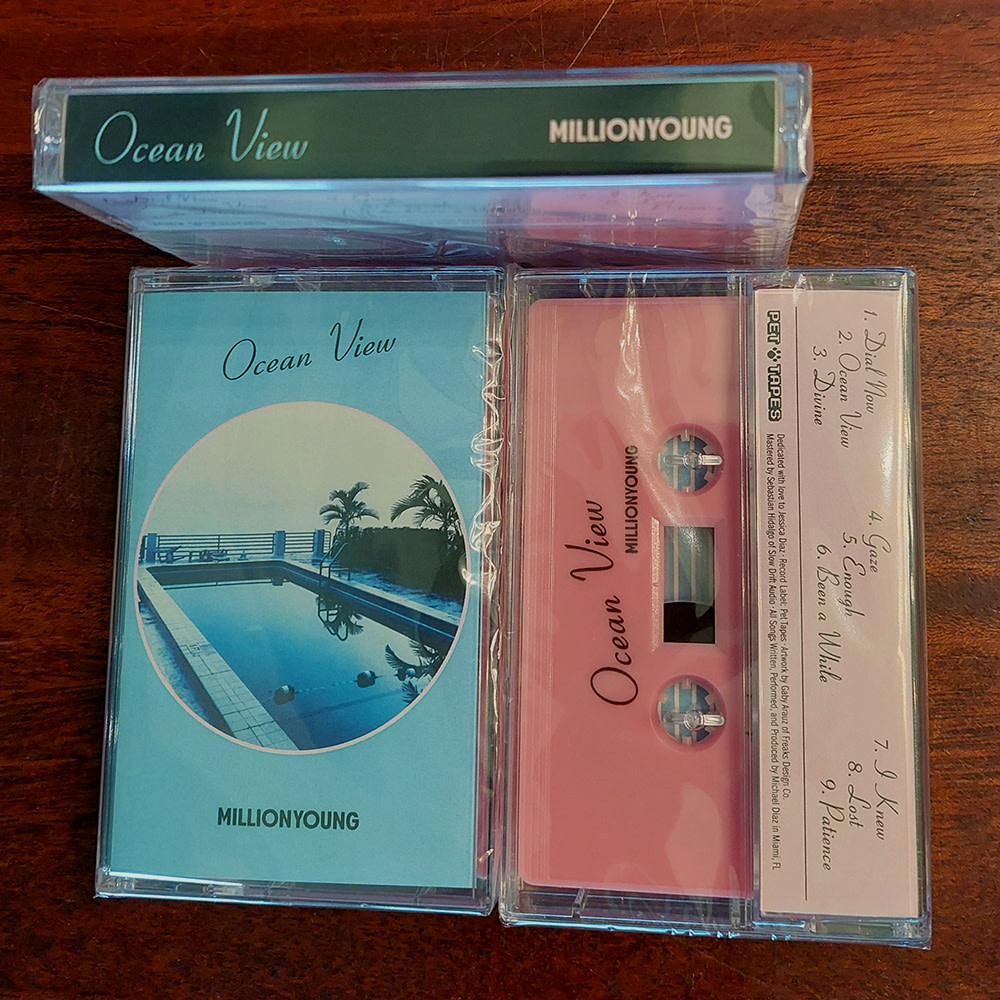 Ocean View
MILLIONYOUNG
Ocean View
MILLIONYOUNG
Ocean View
MILLIONYOUNG
1. Dial Now
2. Ocean View
3. Divine
4. Gaze
5. Enough
6. Been a While
7. I Knew
8. Lost
9. Patience
PET TAPES
Dedicated with love to Jessica Diaz · Record Label: Pet Tapes · Artwork by Gaby Arauz of Freaks Design Co.
Mastered by Sebastian Hidalgo of Slow Drift Audio · All Songs Written, Performed, and Produced by Michael Diaz in Miami, FL